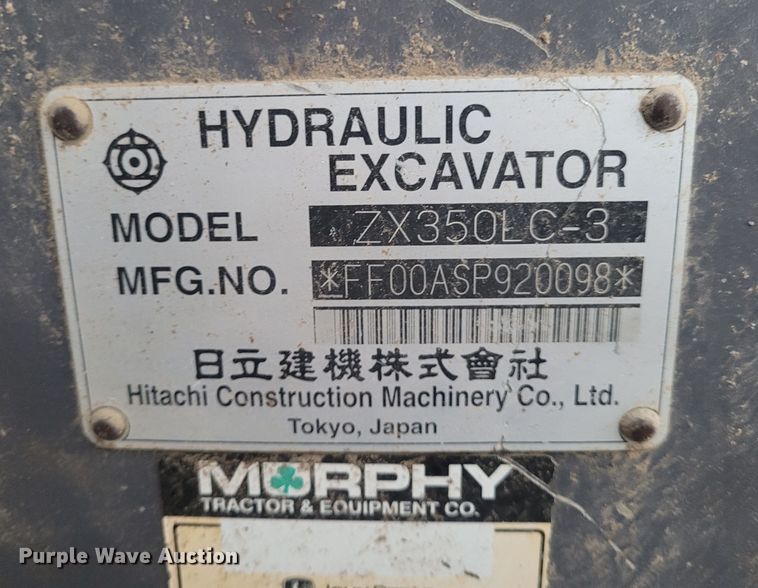 HYDRAULIC
EXCAVATOR
MODEL ZX350LC-3
MFG.NO. *FF00ASP920098*
日立建機株式會社
Hitachi Construction Machinery Co., Ltd.
Tokyo, Japan
MURPHY
TRACTOR & EQUIPMENT CO.
Purple Wave Auction